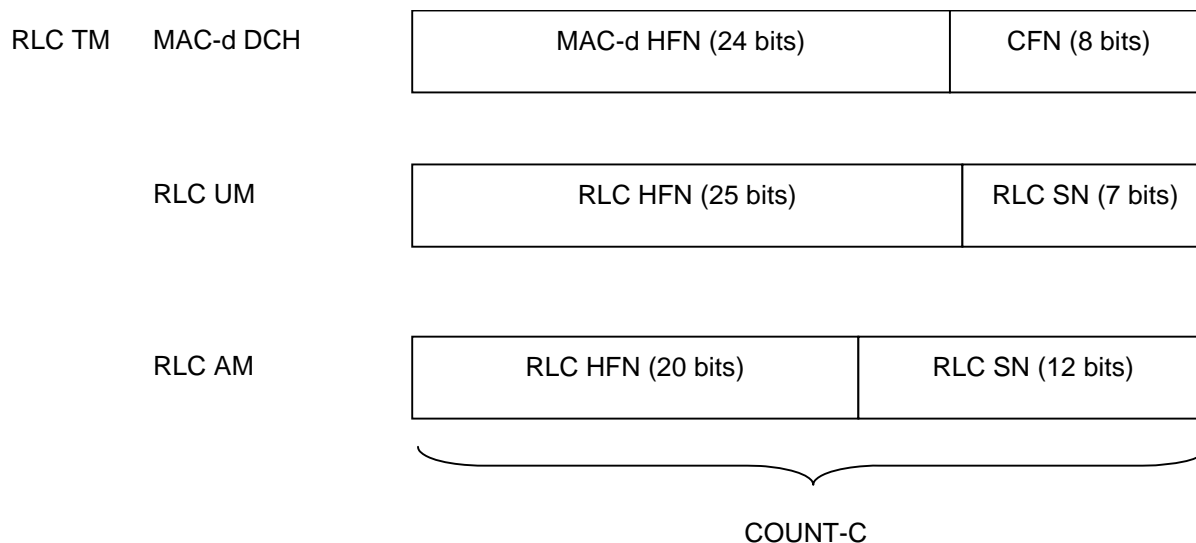 RLC TM MAC-d DCH MAC-d HFN (24 bits) CFN (8 bits)
RLC UM RLC HFN (25 bits) RLC SN (7 bits)
RLC AM RLC HFN (20 bits) RLC SN (12 bits)
COUNT-C